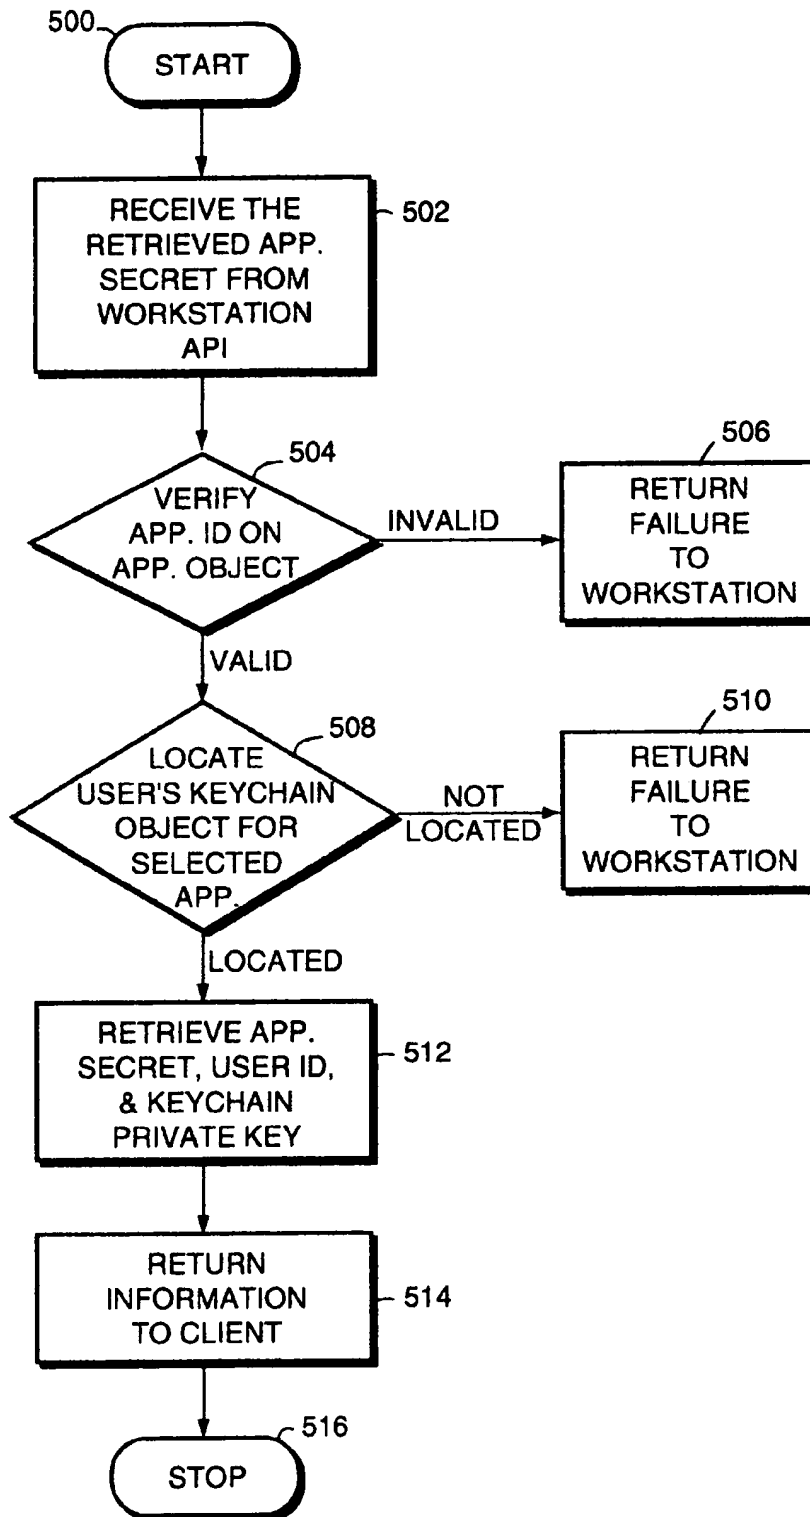 500
START
RECEIVE THE
RETRIEVED APP.
SECRET FROM
WORKSTATION
API
502
504
VERIFY
APP. ID ON
APP. OBJECT
INVALID
506
RETURN
FAILURE
TO
WORKSTATION
VALID
508
LOCATE
USER'S KEYCHAIN
OBJECT FOR
SELECTED
APP.
NOT
LOCATED
510
RETURN
FAILURE
TO
WORKSTATION
LOCATED
RETRIEVE APP.
SECRET, USER ID,
& KEYCHAIN
PRIVATE KEY
512
RETURN
INFORMATION
TO CLIENT
514
516
STOP